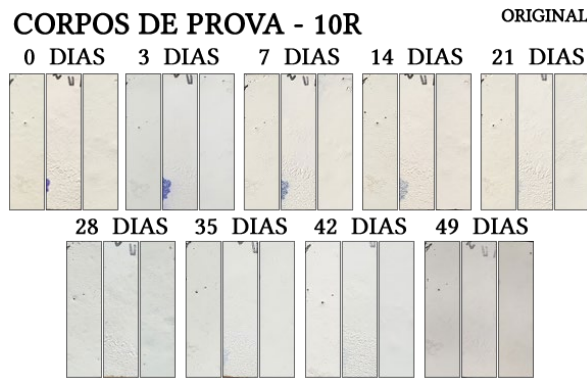 CORPOS DE PROVA - 10R
ORIGINAL
0 DIAS 3 DIAS 7 DIAS 14 DIAS 21 DIAS
28 DIAS 35 DIAS 42 DIAS 49 DIAS